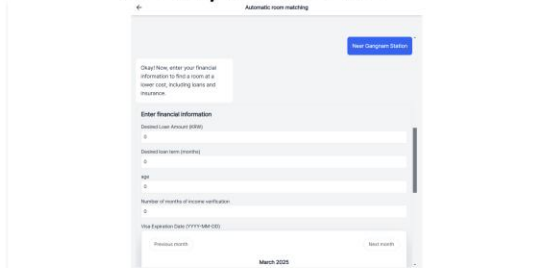 ←
Automatic room matching
Near Gangnam Station
Okay! Now, enter your financial
information to find a room at a
lower cost, including loans and
insurance.
Enter financial information
Desired Loan Amount (KRW)
0
Desired loan term (months)
0
age
0
Number of months of income verification
0
Visa Expiration Date (YYYY-MM-DD)
Previous month
Next month
March 2025